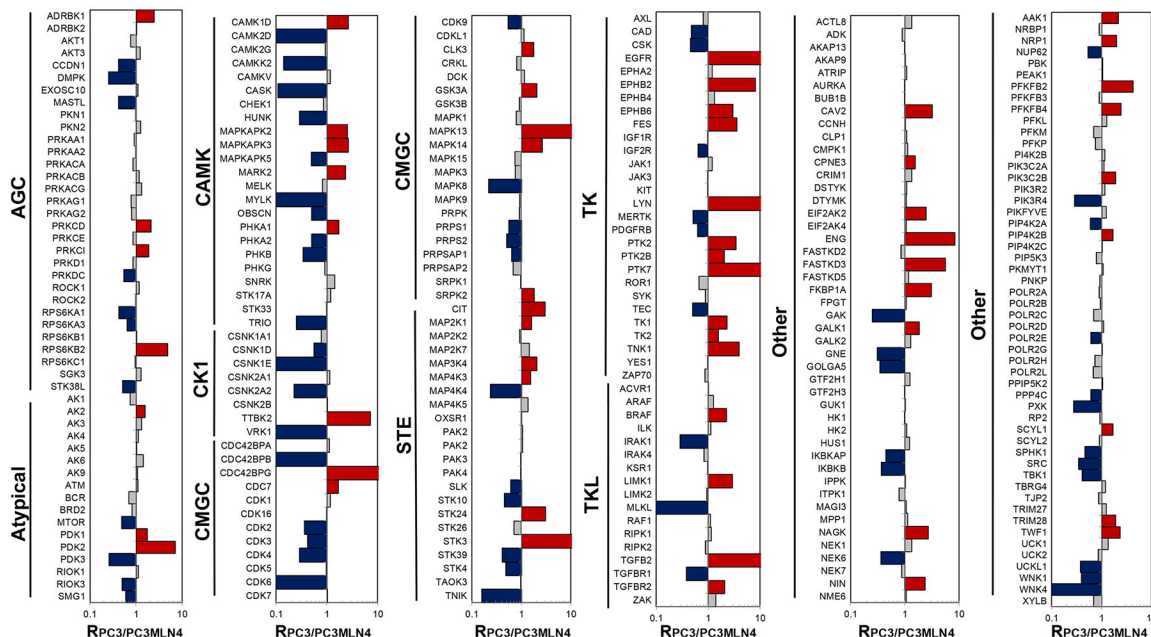 AGC
ADRBK1
ADRBK2
AKT1
AKT3
CCDN1
DMPK
EXOSC10
MASTL
PKN1
PKN2
PRKAA1
PRKAA2
PRKACA
PRKACB
PRKACG
PRKAG1
PRKAG2
PRKCD
PRKCE
PRKCI
PRKD1
PRKDC
ROCK1
ROCK2
RPS6KA1
RPS6KA3
RPS6KB1
RPS6KB2
RPS6KC1
SGK3
STK38L
Atypical
AK1
AK2
AK3
AK4
AK5
AK6
AK9
ATM
BCR
BRD2
MTOR
PDK1
PDK2
PDK3
RIOK1
RIOK3
SMG1
0.1 1 10
RPC3/PC3MLN4
CAMK
CAMK1D
CAMK2D
CAMK2G
CAMKK2
CAMKV
CASK
CHEK1
HUNK
MAPKAPK2
MAPKAPK3
MAPKAPK5
MARK2
MELK
MYLK
OBSCN
PHKA1
PHKA2
PHKB
PHKG
SNRK
STK17A
STK33
TRIO
CK1
CSNK1A1
CSNK1D
CSNK1E
CSNK2A1
CSNK2A2
CSNK2B
TTBK2
VRK1
CMGC
CDC42BPA
CDC42BPB
CDC42BPG
CDC7
CDK1
CDK16
CDK2
CDK3
CDK4
CDK5
CDK6
CDK7
0.1 1 10
RPC3/PC3MLN4
CMGC
CDK9
CDKL1
CLK3
CRKL
DCK
GSK3A
GSK3B
MAPK1
MAPK13
MAPK14
MAPK15
MAPK3
MAPK8
MAPK9
PRPK
PRPS1
PRPS2
PRPSAP1
PRPSAP2
SRPK1
SRPK2
STE
CIT
MAP2K1
MAP2K2
MAP2K7
MAP3K4
MAP4K3
MAP4K4
MAP4K5
OXSR1
PAK2
PAK2
PAK3
PAK4
SLK
STK10
STK24
STK26
STK3
STK39
STK4
TAOK3
TNIK
0.1 1 10
RPC3/PC3MLN4
TK
AXL
CAD
CSK
EGFR
EPHA2
EPHB2
EPHB4
EPHB6
FES
IGF1R
IGF2R
JAK1
JAK3
KIT
LYN
MERTK
PDGFRB
PTK2
PTK2B
PTK7
ROR1
SYK
TEC
TK1
TK2
TNK1
YES1
ZAP70
TKL
ACVR1
ARAF
BRAF
ILK
IRAK1
IRAK4
KSR1
LIMK1
LIMK2
MLKL
RAF1
RIPK1
RIPK2
TGFB2
TGFBR1
TGFBR2
ZAK
0.1 1 10
RPC3/PC3MLN4
Other
ACTL8
ADK
AKAP13
AKAP9
ATRIP
AURKA
BUB1B
CAV2
CCNH
CLP1
CMPK1
CPNE3
CRIM1
DSTYK
DTYMK
EIF2AK2
EIF2AK4
ENG
FASTKD2
FASTKD3
FASTKD5
FKBP1A
FPGT
GAK
GALK1
GALK2
GNE
GOLGA5
GTF2H1
GTF2H2
GUK1
HK1
HK2
HUS1
IKBKAP
IKBKB
IPPK
ITPK1
MAGI3
MPP1
NAGK
NEK1
NEK6
NEK7
NIN
NME6
0.1 1 10
RPC3/PC3MLN4
Other
AAK1
NRBP1
NRP1
NUP62
PBK
PEAK1
PFKFB2
PFKFB3
PFKFB4
PFKL
PFKM
PFKP
PI4K2B
PIK3C2A
PIK3C2B
PIK3R2
PIK3R4
PIKFYVE
PIP4K2A
PIP4K2B
PIP4K2C
PIP5K3
PKMYT1
PNKP
POLR2A
POLR2B
POLR2C
POLR2D
POLR2E
POLR2G
POLR2H
POLR2L
PPIP5K2
PPP4C
PXK
RP2
SCYL1
SCYL2
SPHK1
SRC
TBK1
TBRG4
TJP2
TRIM27
TRIM28
TWF1
UCK1
UCK2
UCKL1
WNK1
WNK4
XYLB
0.1 1 10
RPC3/PC3MLN4